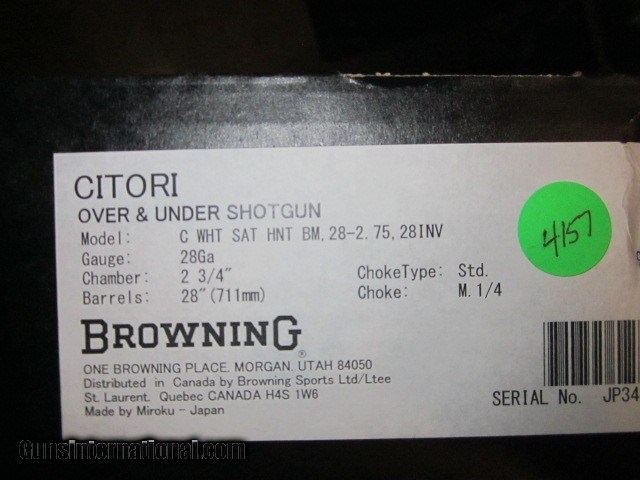 CITORI
OVER & UNDER SHOTGUN
Model: C WHT SAT HNT BM, 28-2.75, 28INV
Gauge: 28Ga
Chamber: 2 3/4" ChokeType: Std.
Barrels: 28"(711mm) Choke: M.1/4
4157
BROWNING®
ONE BROWNING PLACE. MORGAN. UTAH 84050
Distributed in Canada by Browning Sports Ltd/Ltee
St. Laurent. Quebec CANADA H4S 1W6
Made by Miroku - Japan
SERIAL No. JP34
GunsInternational.com